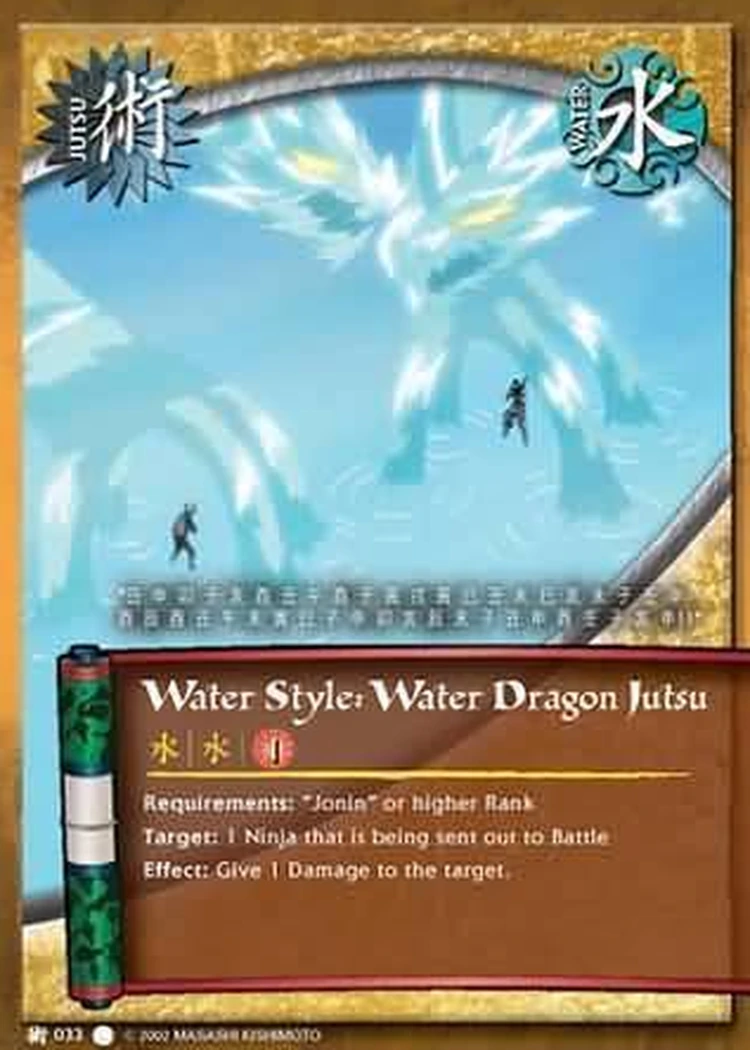 JUTSU 術
WATER 水
Water Style: Water Dragon Jutsu
水 水 1
Requirements: "Jonin" or higher Rank
Target: 1 Ninja that is being sent out to Battle
Effect: Give 1 Damage to the target.
術 033 © 2002 MASASHI KISHIMOTO